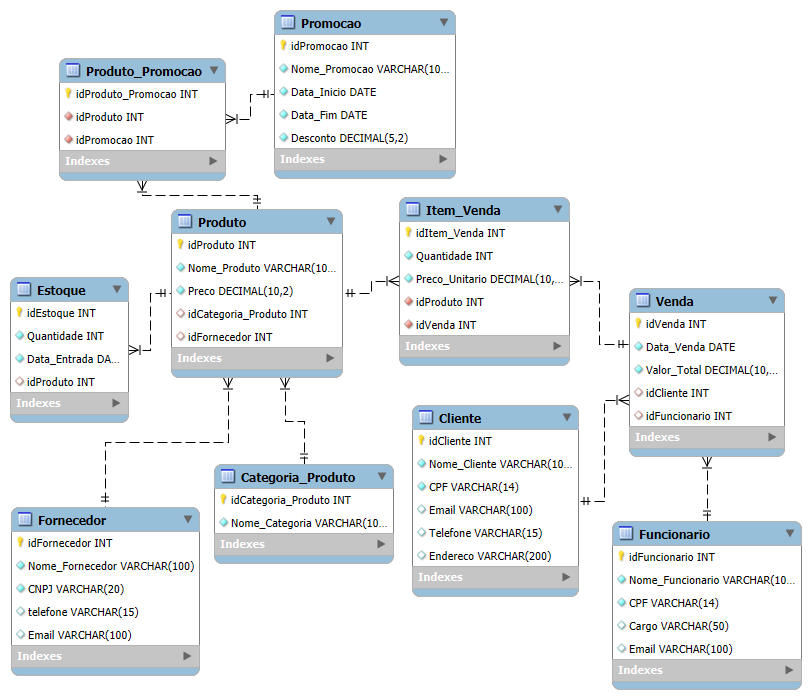 Promocao
idPromocao INT
Nome_Promocao VARCHAR(10...
Data_Inicio DATE
Data_Fim DATE
Desconto DECIMAL(5,2)
Indexes
Produto_Promocao
idProduto_Promocao INT
idProduto INT
idPromocao INT
Indexes
Produto
idProduto INT
Nome_Produto VARCHAR(10...
Preco DECIMAL(10,2)
idCategoria_Produto INT
idFornecedor INT
Indexes
Item_Venda
idItem_Venda INT
Quantidade INT
Preco_Unitario DECIMAL(10,...
idProduto INT
idVenda INT
Indexes
Estoque
idEstoque INT
Quantidade INT
Data_Entrada DA...
idProduto INT
Indexes
Venda
idVenda INT
Data_Venda DATE
Valor_Total DECIMAL(10,...
idCliente INT
idFuncionario INT
Indexes
Cliente
idCliente INT
Nome_Cliente VARCHAR(10...
CPF VARCHAR(14)
Email VARCHAR(100)
Telefone VARCHAR(15)
Endereco VARCHAR(200)
Indexes
Categoria_Produto
idCategoria_Produto INT
Nome_Categoria VARCHAR(10...
Indexes
Fornecedor
idFornecedor INT
Nome_Fornecedor VARCHAR(100)
CNPJ VARCHAR(20)
telefone VARCHAR(15)
Email VARCHAR(100)
Indexes
Funcionario
idFuncionario INT
Nome_Funcionario VARCHAR(10...
CPF VARCHAR(14)
Cargo VARCHAR(50)
Email VARCHAR(100)
Indexes